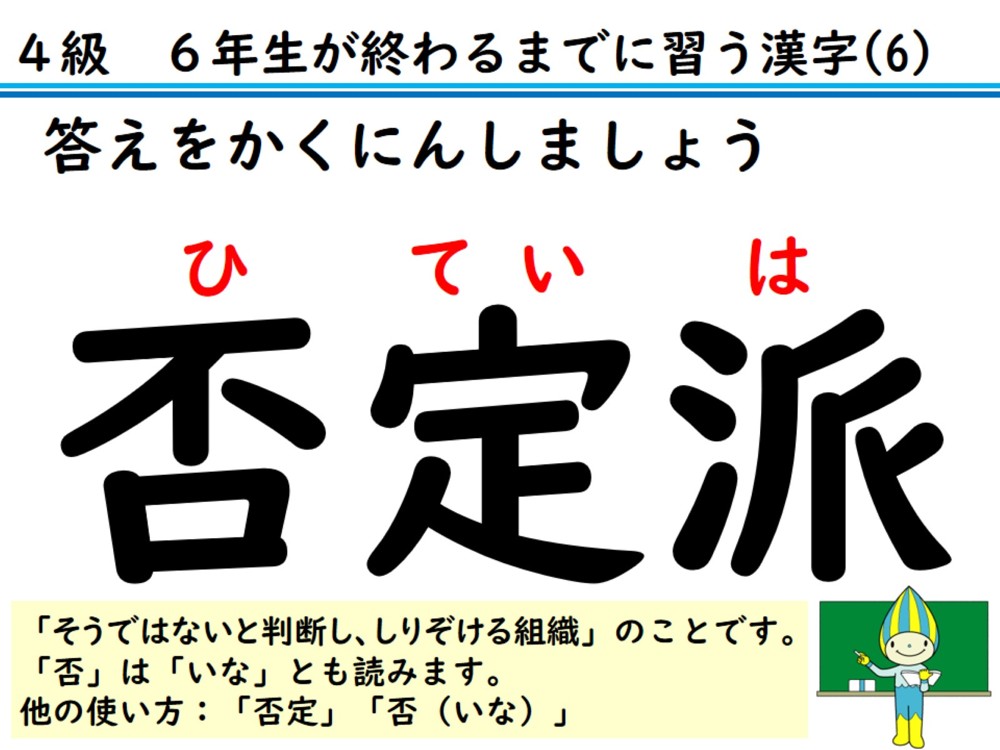 ４級　６年生が終わるまでに習う漢字(6)
答えをかくにんしましょう
ひ　てい　は
否定派
「そうではないと判断し、しりぞける組織」のことです。
「否」は「いな」とも読みます。
他の使い方：「否定」「否（いな）」